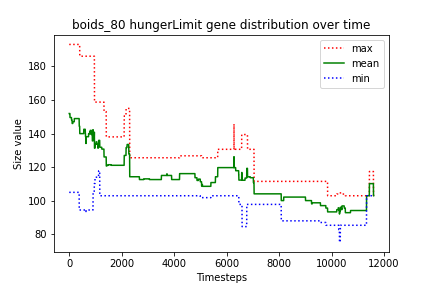 boids_80 hungerLimit gene distribution over time
max
mean
min
Size value
180
160
140
120
100
80
0
2000
4000
6000
8000
10000
12000
Timesteps